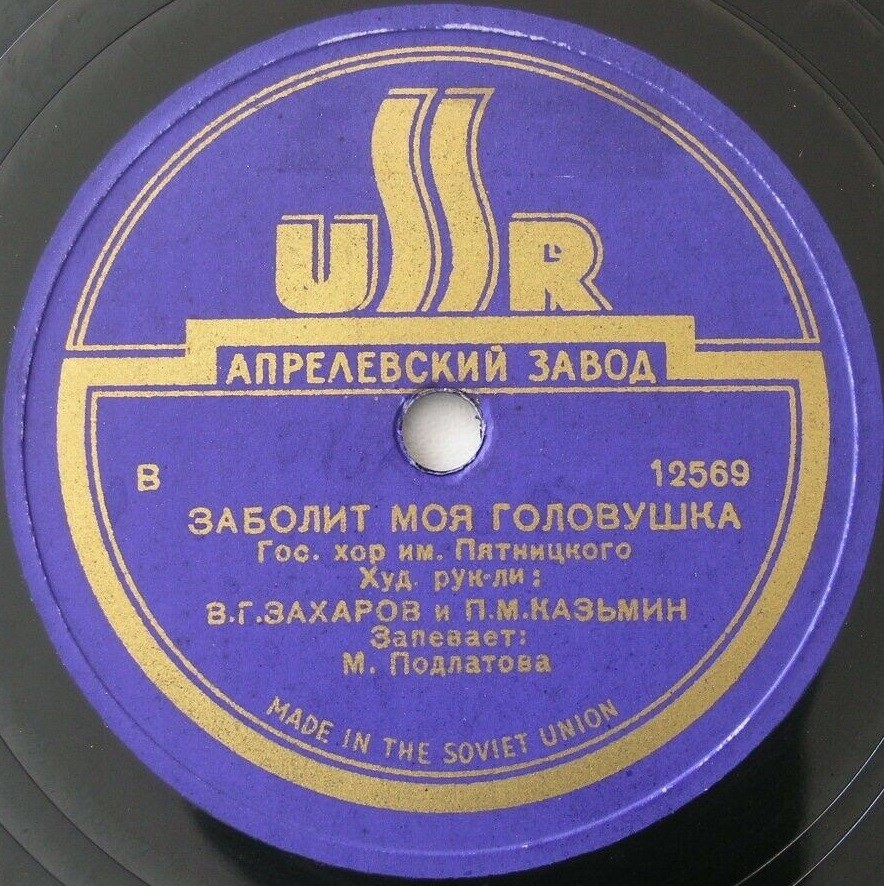 USSR
АПРЕЛЕВСКИЙ ЗАВОД
В 12569
ЗАБОЛИТ МОЯ ГОЛОВУШКА
Гос. хор им. Пятницкого
Худ. рук-ли:
В.Г.ЗАХАРОВ и П.М.КАЗЬМИН
Запевает:
М. Подлатова
MADE IN THE SOVIET UNION